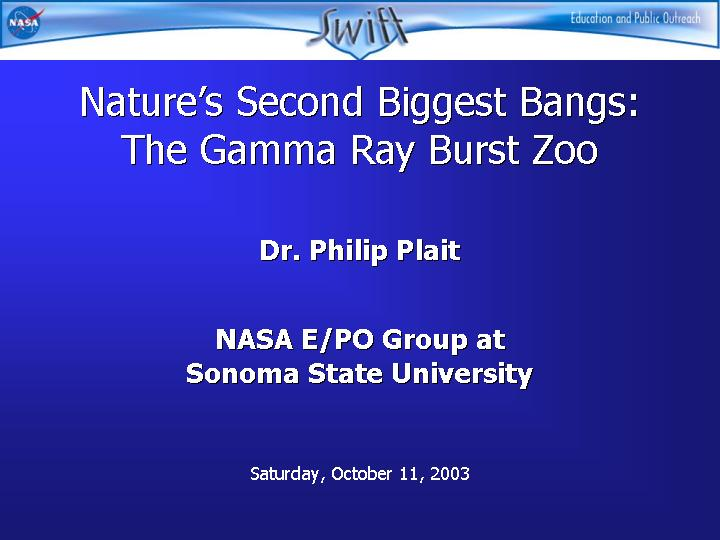 NASA
Swift
Education and Public Outreach
Nature’s Second Biggest Bangs:
The Gamma Ray Burst Zoo
Dr. Philip Plait
NASA E/PO Group at
Sonoma State University
Saturday, October 11, 2003